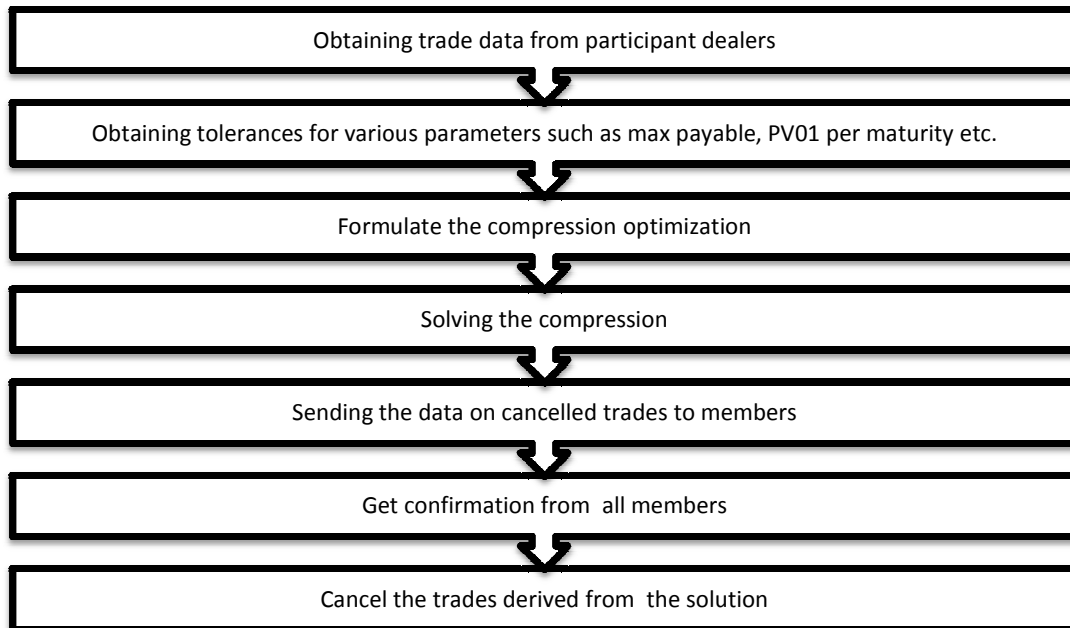 Obtaining trade data from participant dealers
Obtaining tolerances for various parameters such as max payable, PV01 per maturity etc.
Formulate the compression optimization
Solving the compression
Sending the data on cancelled trades to members
Get confirmation from  all members
Cancel the trades derived from  the solution